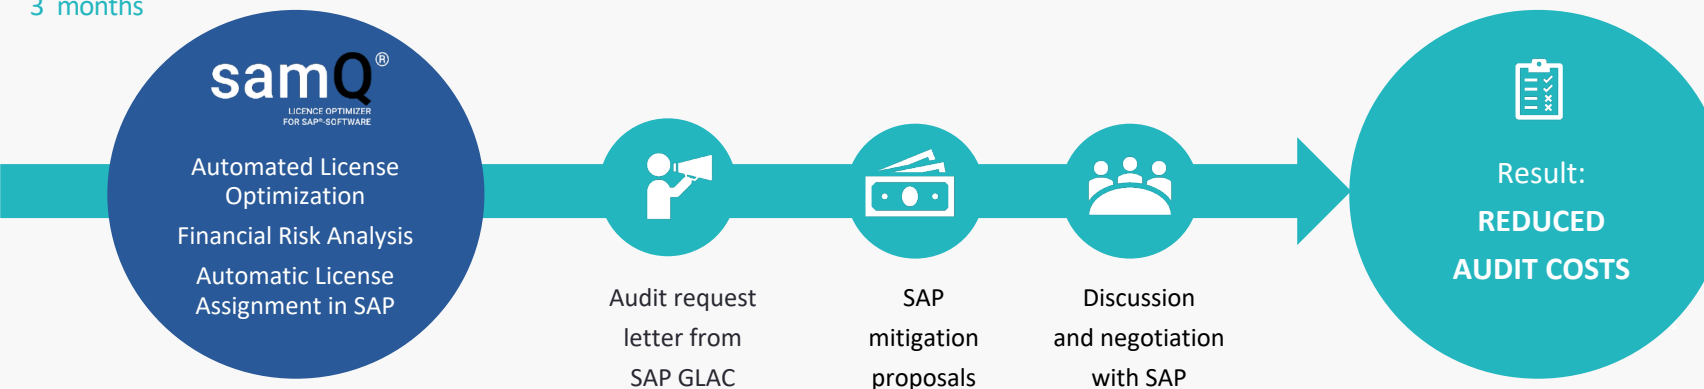 3 months
samQ®
LICENCE OPTIMIZER
FOR SAP®-SOFTWARE
Automated License
Optimization
Financial Risk Analysis
Automatic License
Assignment in SAP
Audit request
letter from
SAP GLAC
SAP
mitigation
proposals
Discussion
and negotiation
with SAP
Result:
REDUCED
AUDIT COSTS